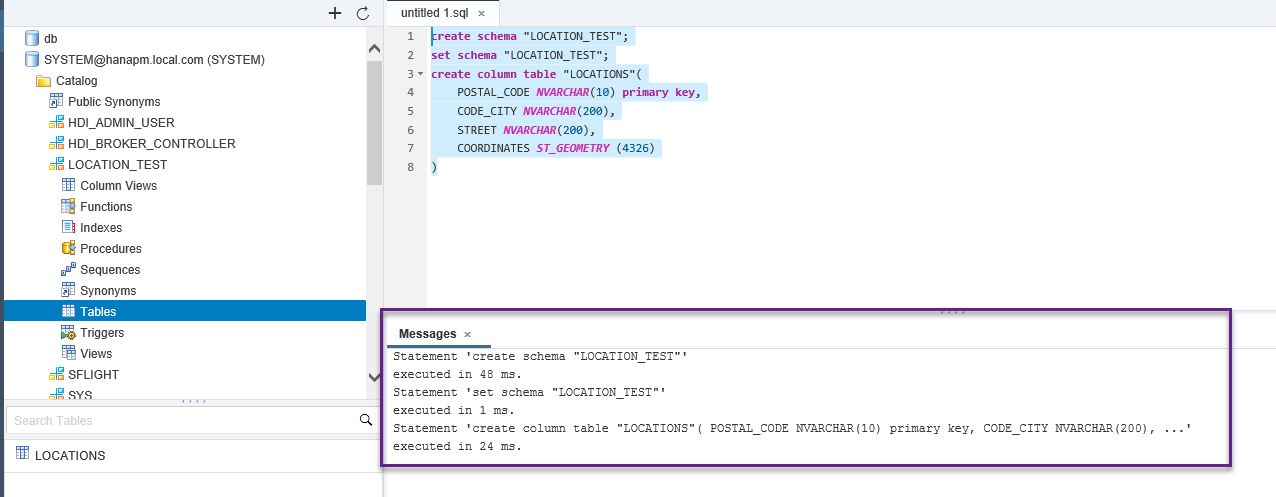 db
SYSTEM@hanapm.local.com (SYSTEM)
Catalog
Public Synonyms
HDI_ADMIN_USER
HDI_BROKER_CONTROLLER
LOCATION_TEST
Column Views
Functions
Indexes
Procedures
Sequences
Synonyms
Tables
Triggers
Views
SFLIGHT
SYS
Search Tables
LOCATIONS
untitled 1.sql ×
1 create schema "LOCATION_TEST";
2 set schema "LOCATION_TEST";
3 create column table "LOCATIONS"(
4 POSTAL_CODE NVARCHAR(10) primary key,
5 CODE_CITY NVARCHAR(200),
6 STREET NVARCHAR(200),
7 COORDINATES ST_GEOMETRY (4326)
8 )
Messages ×
Statement 'create schema "LOCATION_TEST"'
executed in 48 ms.
Statement 'set schema "LOCATION_TEST"'
executed in 1 ms.
Statement 'create column table "LOCATIONS"( POSTAL_CODE NVARCHAR(10) primary key, CODE_CITY NVARCHAR(200), ...'
executed in 24 ms.